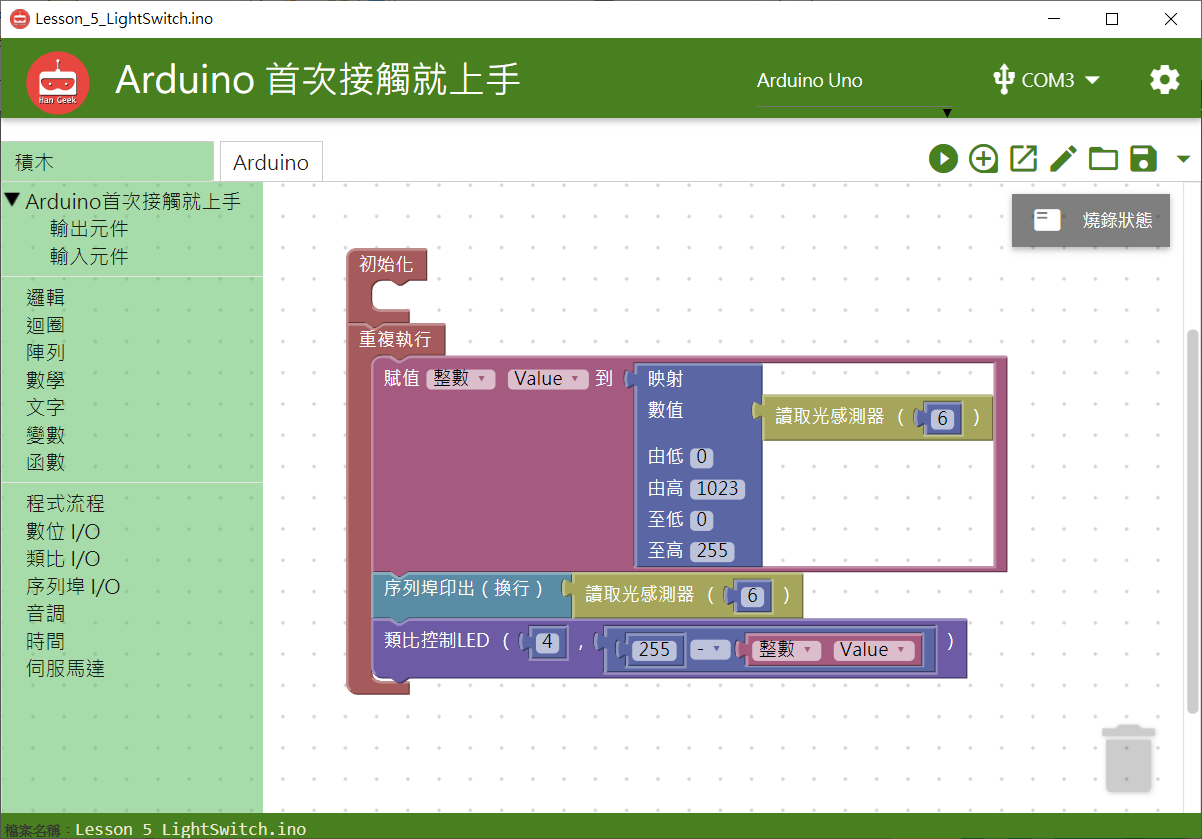 Lesson_5_LightSwitch.ino
Han Geek
Arduino 首次接觸就上手
Arduino Uno
COM3
積木
Arduino
Arduino首次接觸就上手
輸出元件
輸入元件
邏輯
迴圈
陣列
數學
文字
變數
函數
程式流程
數位 I/O
類比 I/O
序列埠 I/O
音調
時間
伺服馬達
燒錄狀態
初始化
重複執行
賦值 整數 Value 到 映射
數值 讀取光感測器 ( 6 )
由低 0
由高 1023
至低 0
至高 255
序列埠印出 ( 換行 ) 讀取光感測器 ( 6 )
類比控制LED ( 4 , 255 - 整數 Value )
檔案名稱：Lesson_5_LightSwitch.ino